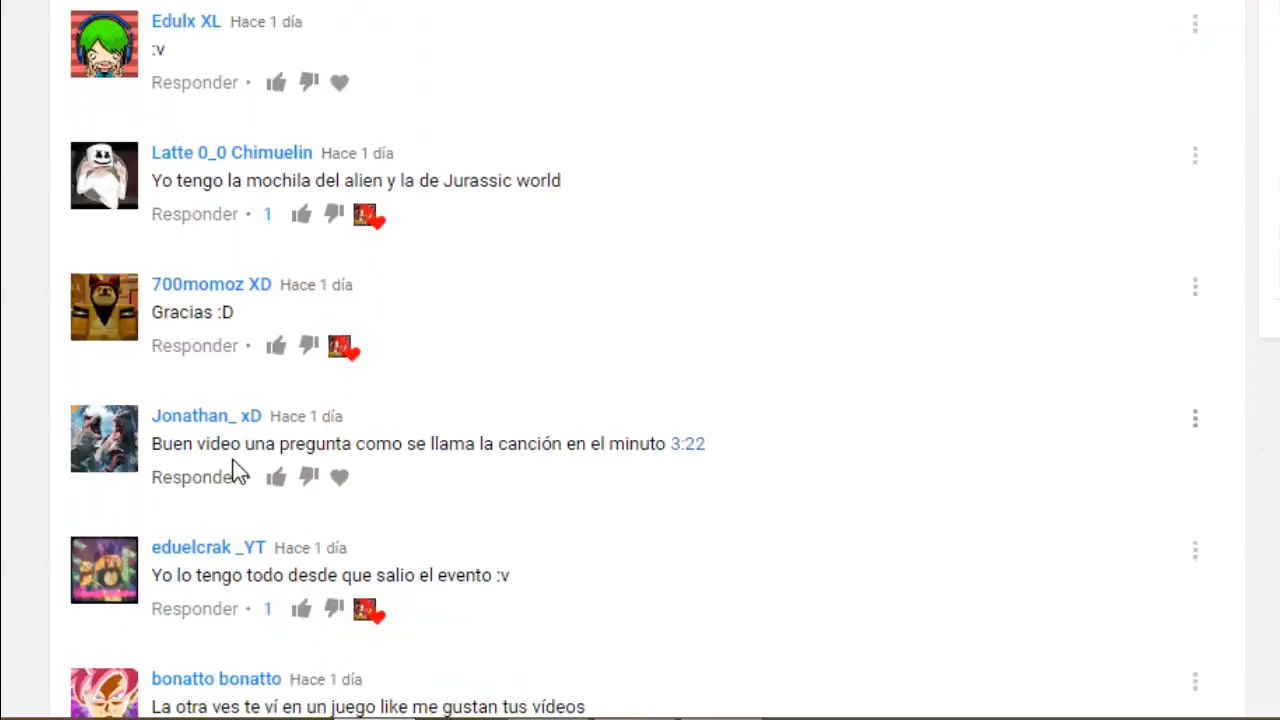 Edulx XL Hace 1 día
:v
Responder •
Latte 0_0 Chimuelin Hace 1 día
Yo tengo la mochila del alien y la de Jurassic world
Responder • 1
700momoz XD Hace 1 día
Gracias :D
Responder •
Jonathan_ xD Hace 1 día
Buen video una pregunta como se llama la canción en el minuto 3:22
Responder
eduelcrak _YT Hace 1 día
Yo lo tengo todo desde que salio el evento :v
Responder • 1
bonatto bonatto Hace 1 día
La otra ves te ví en un juego like me gustan tus vídeos